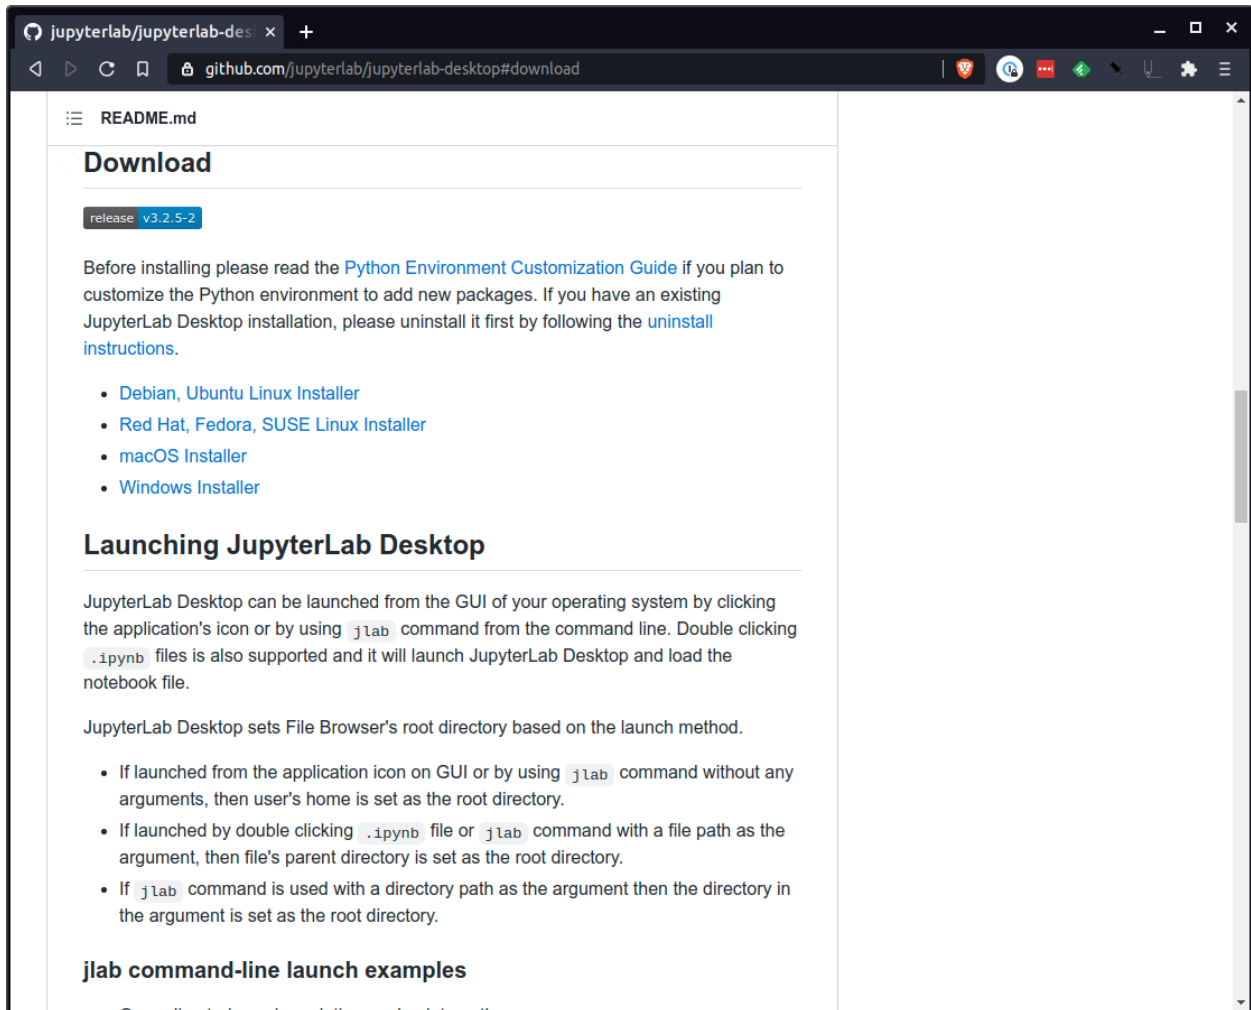 jupyterlab/jupyterlab-des
github.com/jupyterlab/jupyterlab-desktop#download
README.md
Download
release v3.2.5-2
Before installing please read the Python Environment Customization Guide if you plan to
customize the Python environment to add new packages. If you have an existing
JupyterLab Desktop installation, please uninstall it first by following the uninstall
instructions.
Debian, Ubuntu Linux Installer
Red Hat, Fedora, SUSE Linux Installer
macOS Installer
Windows Installer
Launching JupyterLab Desktop
JupyterLab Desktop can be launched from the GUI of your operating system by clicking
the application's icon or by using jlab command from the command line. Double clicking
.ipynb files is also supported and it will launch JupyterLab Desktop and load the
notebook file.
JupyterLab Desktop sets File Browser's root directory based on the launch method.
If launched from the application icon on GUI or by using jlab command without any
arguments, then user's home is set as the root directory.
If launched by double clicking .ipynb file or jlab command with a file path as the
argument, then file's parent directory is set as the root directory.
If jlab command is used with a directory path as the argument then the directory in
the argument is set as the root directory.
jlab command-line launch examples